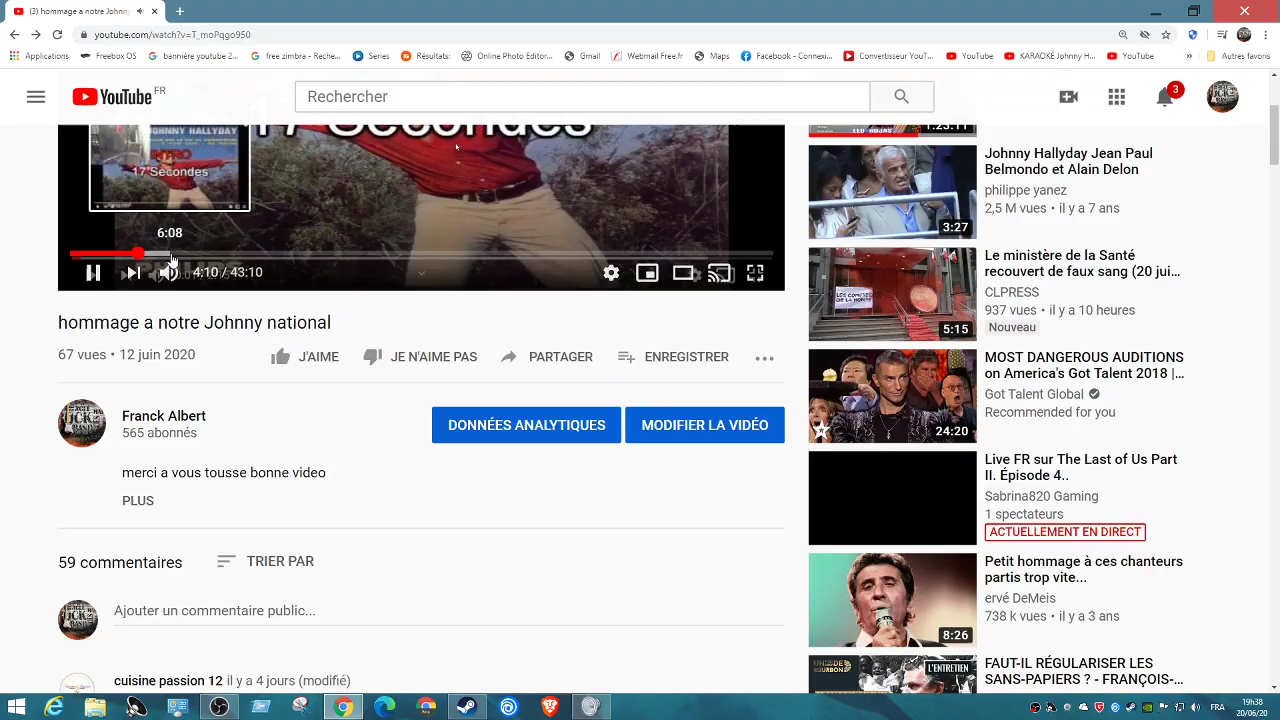 (3) hommage a notre Johnny
youtube.com/watch?v=T_moPqgo950
Applications
Freebox OS
bannière youtube 2...
free zimbra - Reche...
Series
Résultats:
Online Photo Editor...
Gmail
Webmail Free.fr
Maps
Facebook - Connexi...
Convertisseur YouT...
YouTube
KARAOKÉ Johnny H...
YouTube
Autres favoris
YouTube FR
Rechercher
3
17 Secondes
JOHNNY HALLYDAY
17 Secondes
6:08
4:10 / 43:10
hommage a notre Johnny national
67 vues • 12 juin 2020
J'AIME
JE N'AIME PAS
PARTAGER
ENREGISTRER
Franck Albert
565 abonnés
DONNÉES ANALYTIQUES
MODIFIER LA VIDÉO
merci a vous tousse bonne video
PLUS
59 commentaires
TRIER PAR
Ajouter un commentaire public...
cuisine passion 12 il y a 4 jours (modifié)
LEO ROJAS
1:23:11
Johnny Hallyday Jean Paul
Belmondo et Alain Delon
philippe yanez
2,5 M vues • il y a 7 ans
3:27
Le ministère de la Santé
recouvert de faux sang (20 jui...
CLPRESS
937 vues • il y a 10 heures
Nouveau
5:15
MOST DANGEROUS AUDITIONS
on America's Got Talent 2018 |...
Got Talent Global
Recommended for you
24:20
Live FR sur The Last of Us Part
II. Épisode 4..
Sabrina820 Gaming
1 spectateurs
ACTUELLEMENT EN DIRECT
Petit hommage à ces chanteurs
partis trop vite...
ervé DeMeis
738 k vues • il y a 3 ans
8:26
L'ENTRETIEN
FAUT-IL RÉGULARISER LES
SANS-PAPIERS ? - FRANÇOIS-...
FRA
19:38
20/06/20